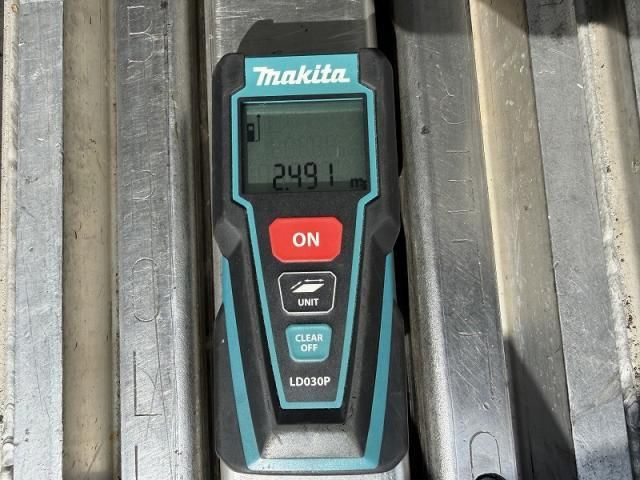 Makita
2.491 m
ON
UNIT
CLEAR
OFF
LD030P